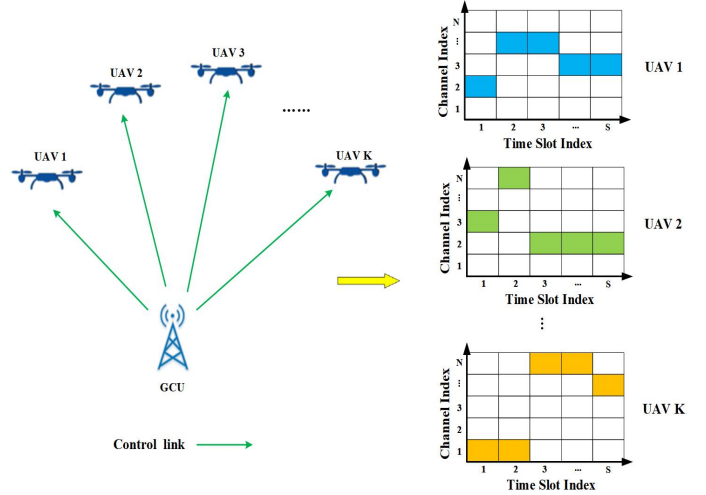 UAV 1
UAV 2
UAV 3
......
UAV K
GCU
Control link
Channel Index
N
⋮
3
2
1
1 2 3 ... S
Time Slot Index
UAV 1
Channel Index
N
⋮
3
2
1
1 2 3 ... S
Time Slot Index
UAV 2
⋮
Channel Index
N
⋮
3
2
1
1 2 3 ... S
Time Slot Index
UAV K